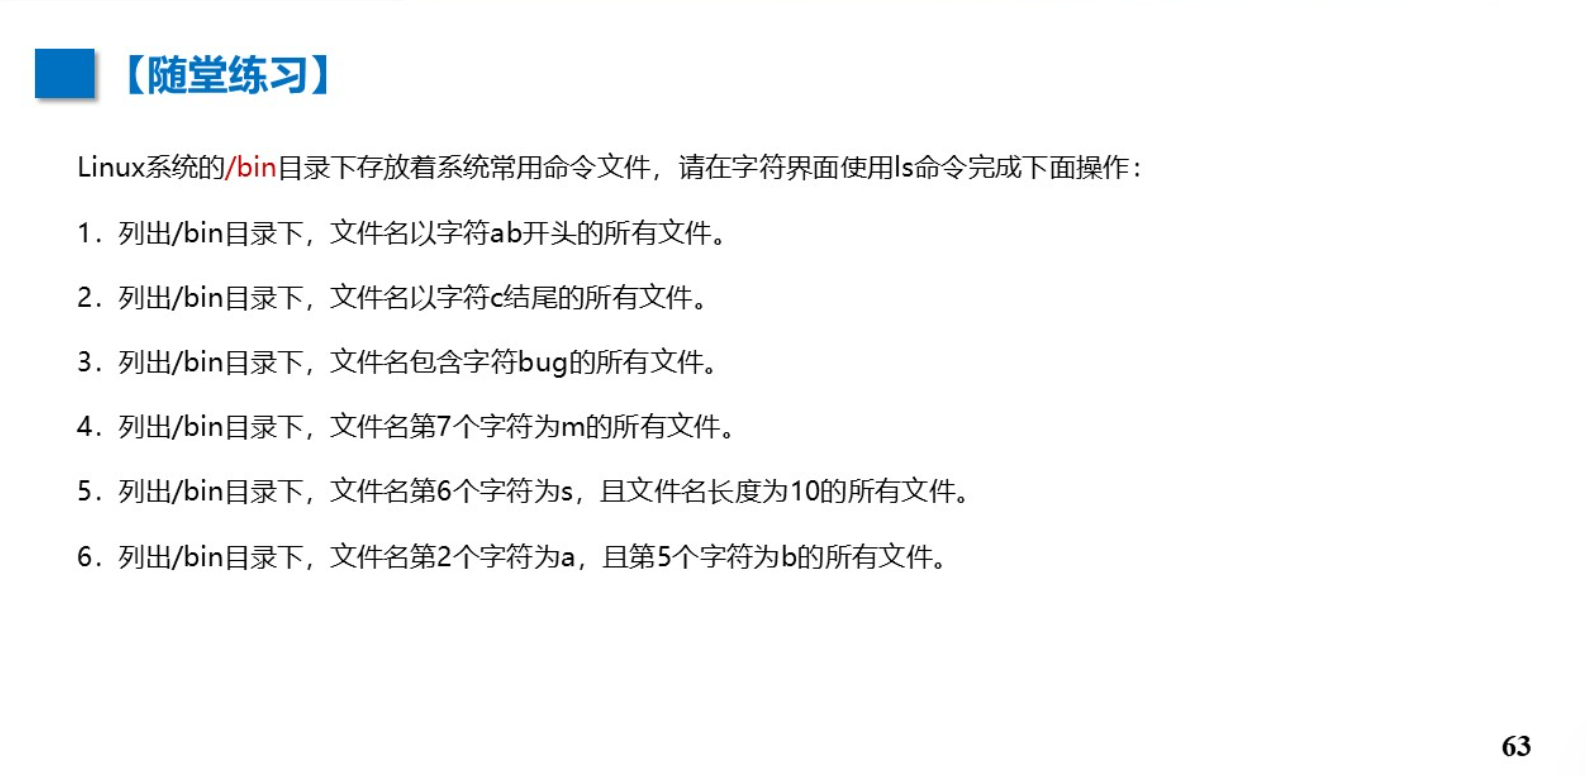 【随堂练习】
Linux系统的/bin目录下存放着系统常用命令文件，请在字符界面使用ls命令完成下面操作：
1. 列出/bin目录下，文件名以字符ab开头的所有文件。
2. 列出/bin目录下，文件名以字符c结尾的所有文件。
3. 列出/bin目录下，文件名包含字符bug的所有文件。
4. 列出/bin目录下，文件名第7个字符为m的所有文件。
5. 列出/bin目录下，文件名第6个字符为s，且文件名长度为10的所有文件。
6. 列出/bin目录下，文件名第2个字符为a，且第5个字符为b的所有文件。
63